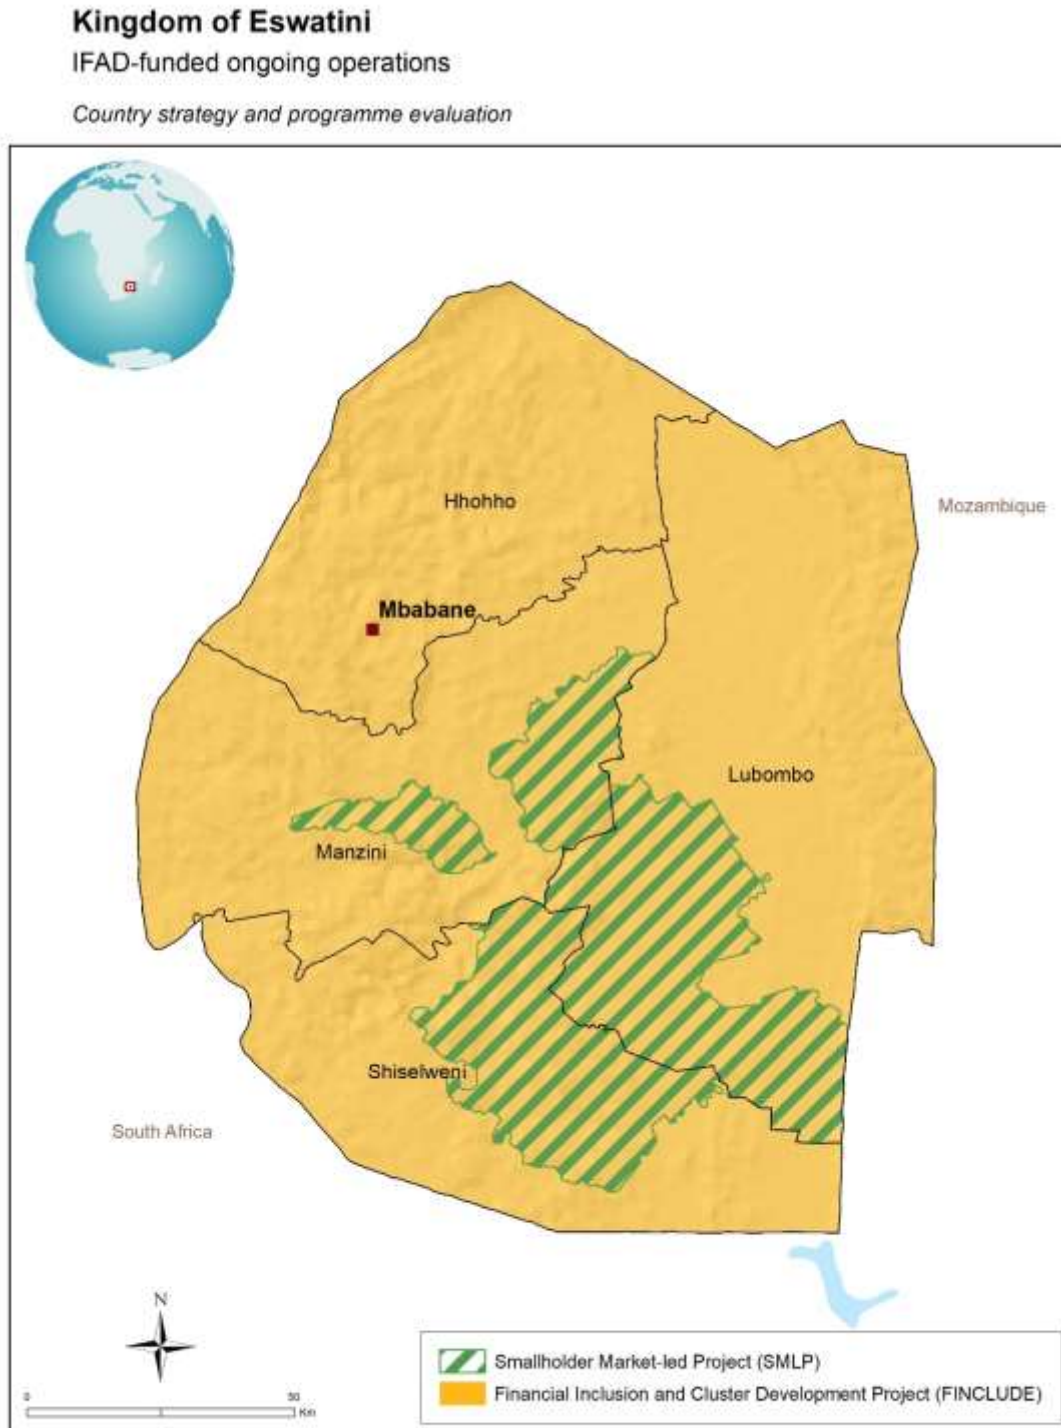 Kingdom of Eswatini
IFAD-funded ongoing operations
Country strategy and programme evaluation
Hhohho
Mozambique
Mbabane
Lubombo
Manzini
Shiselweni
South Africa
N
0 50
Km
Smallholder Market-led Project (SMLP)
Financial Inclusion and Cluster Development Project (FINCLUDE)